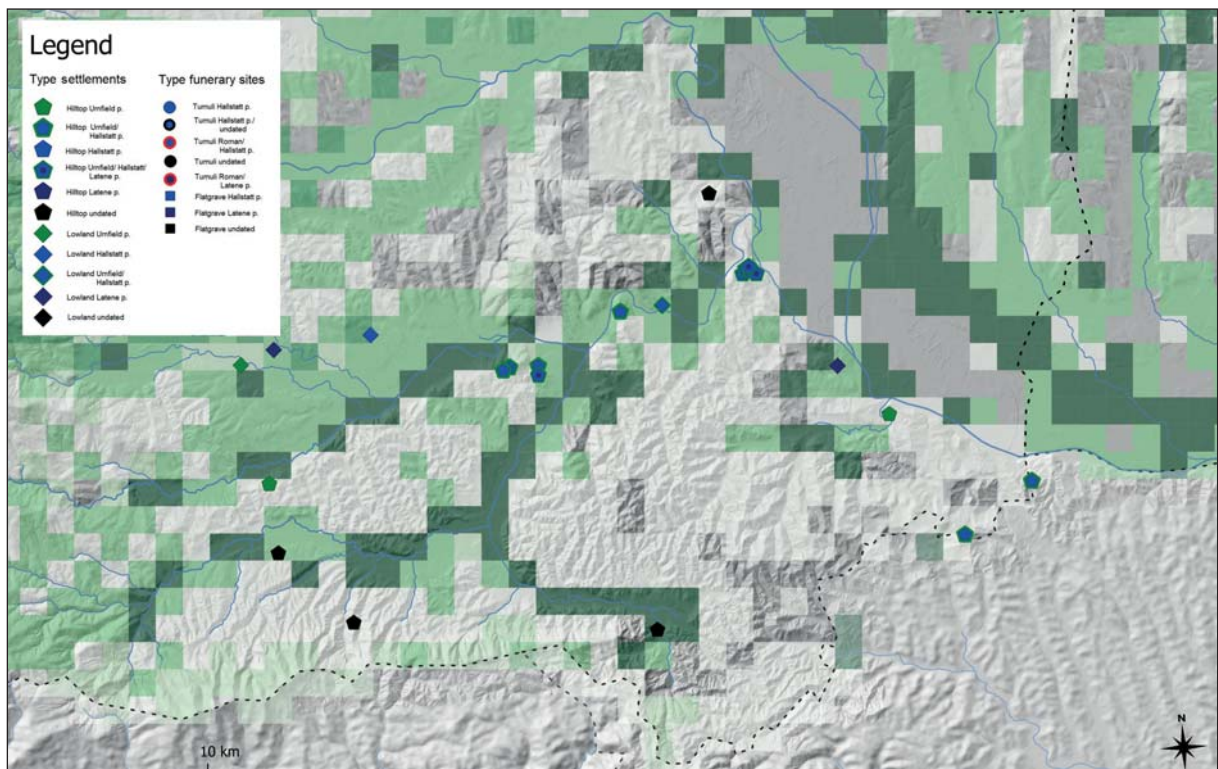 Legend
Type settlements
Hilltop Urnfield p.
Hilltop Urnfield/
Hallstatt p.
Hilltop Hallstatt p.
Hilltop Urnfield/ Hallstatt/
Latene p.
Hilltop Latene p.
Hilltop undated
Lowland Urnfield p.
Lowland Hallstatt p.
Lowland Urnfield/
Hallstatt p.
Lowland Latene p.
Lowland undated
Type funerary sites
Tumuli Hallstatt p.
Tumuli Hallstatt p./
undated
Tumuli Roman/
Hallstatt p.
Tumuli undated
Tumuli Roman/
Latene p.
Flatgrave Hallstatt p.
Flatgrave Latene p.
Flatgrave undated
10 km
N